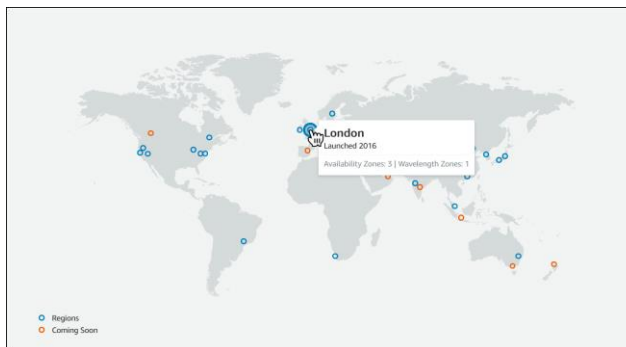 London
Launched 2016
Availability Zones: 3 | Wavelength Zones: 1
Regions
Coming Soon